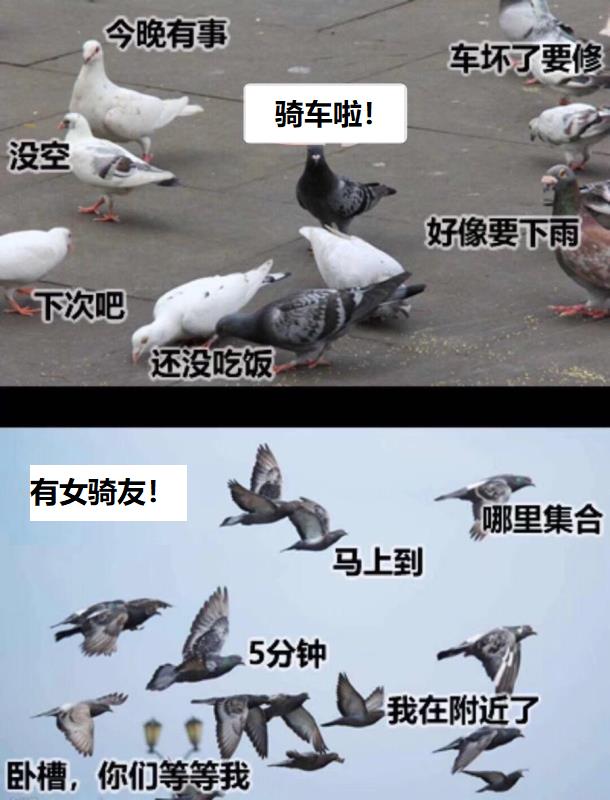 今晚有事
车坏了要修
骑车啦！
没空
好像要下雨
下次吧
还没吃饭
有女骑友！
哪里集合
马上到
5分钟
我在附近了
卧槽，你们等等我